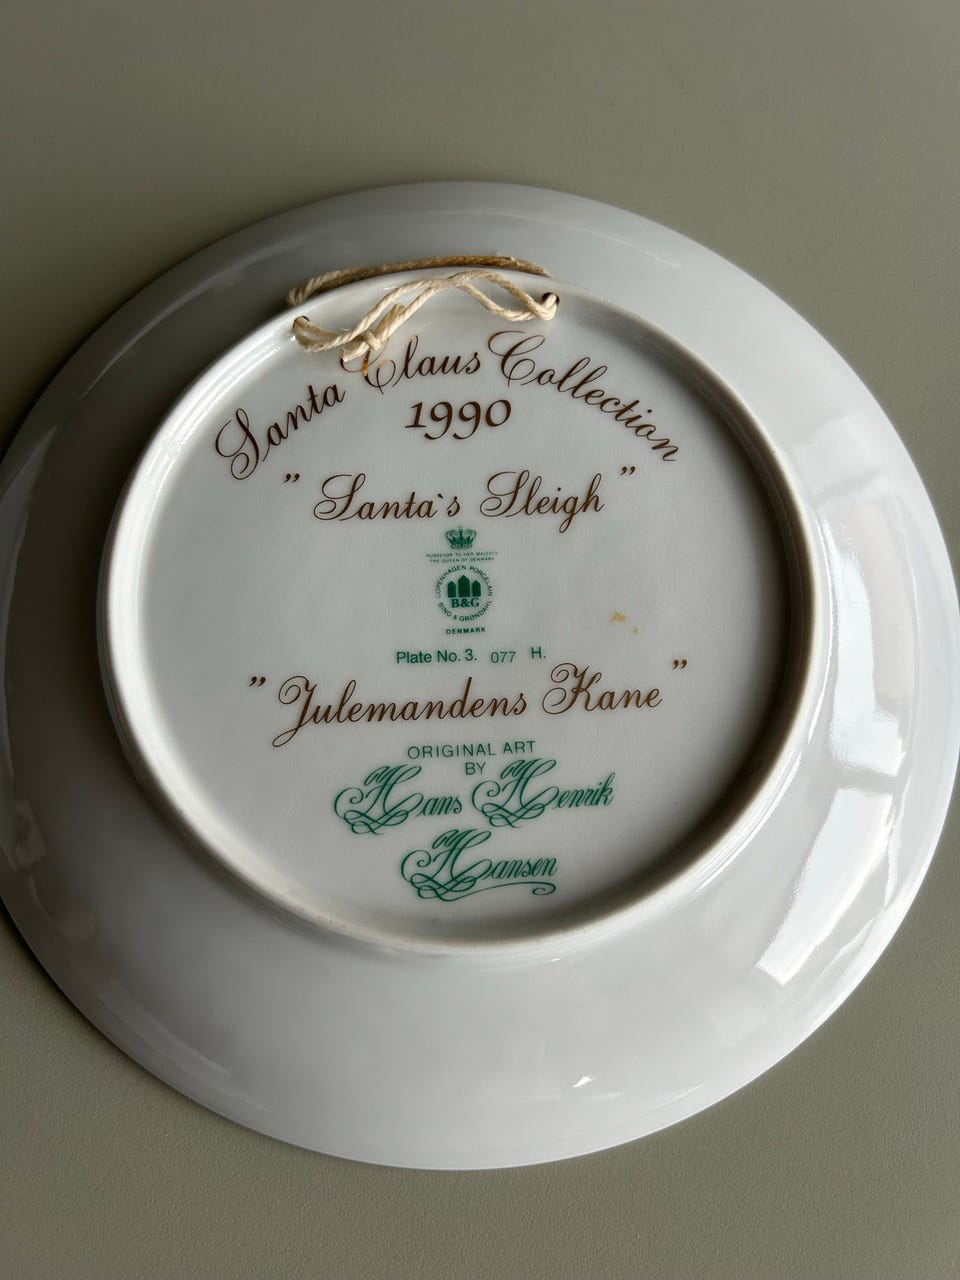 Santa Claus Collection
1990
" Santa`s Sleigh "
PURVEYOR TO HER MAJESTY
THE QUEEN OF DENMARK
COPENHAGEN PORCELAIN
B&G
BING & GRØNDAHL
DENMARK
Plate No. 3. 077 H.
" Julemandens Kane "
ORIGINAL ART
BY
Hans Henrik
Hansen